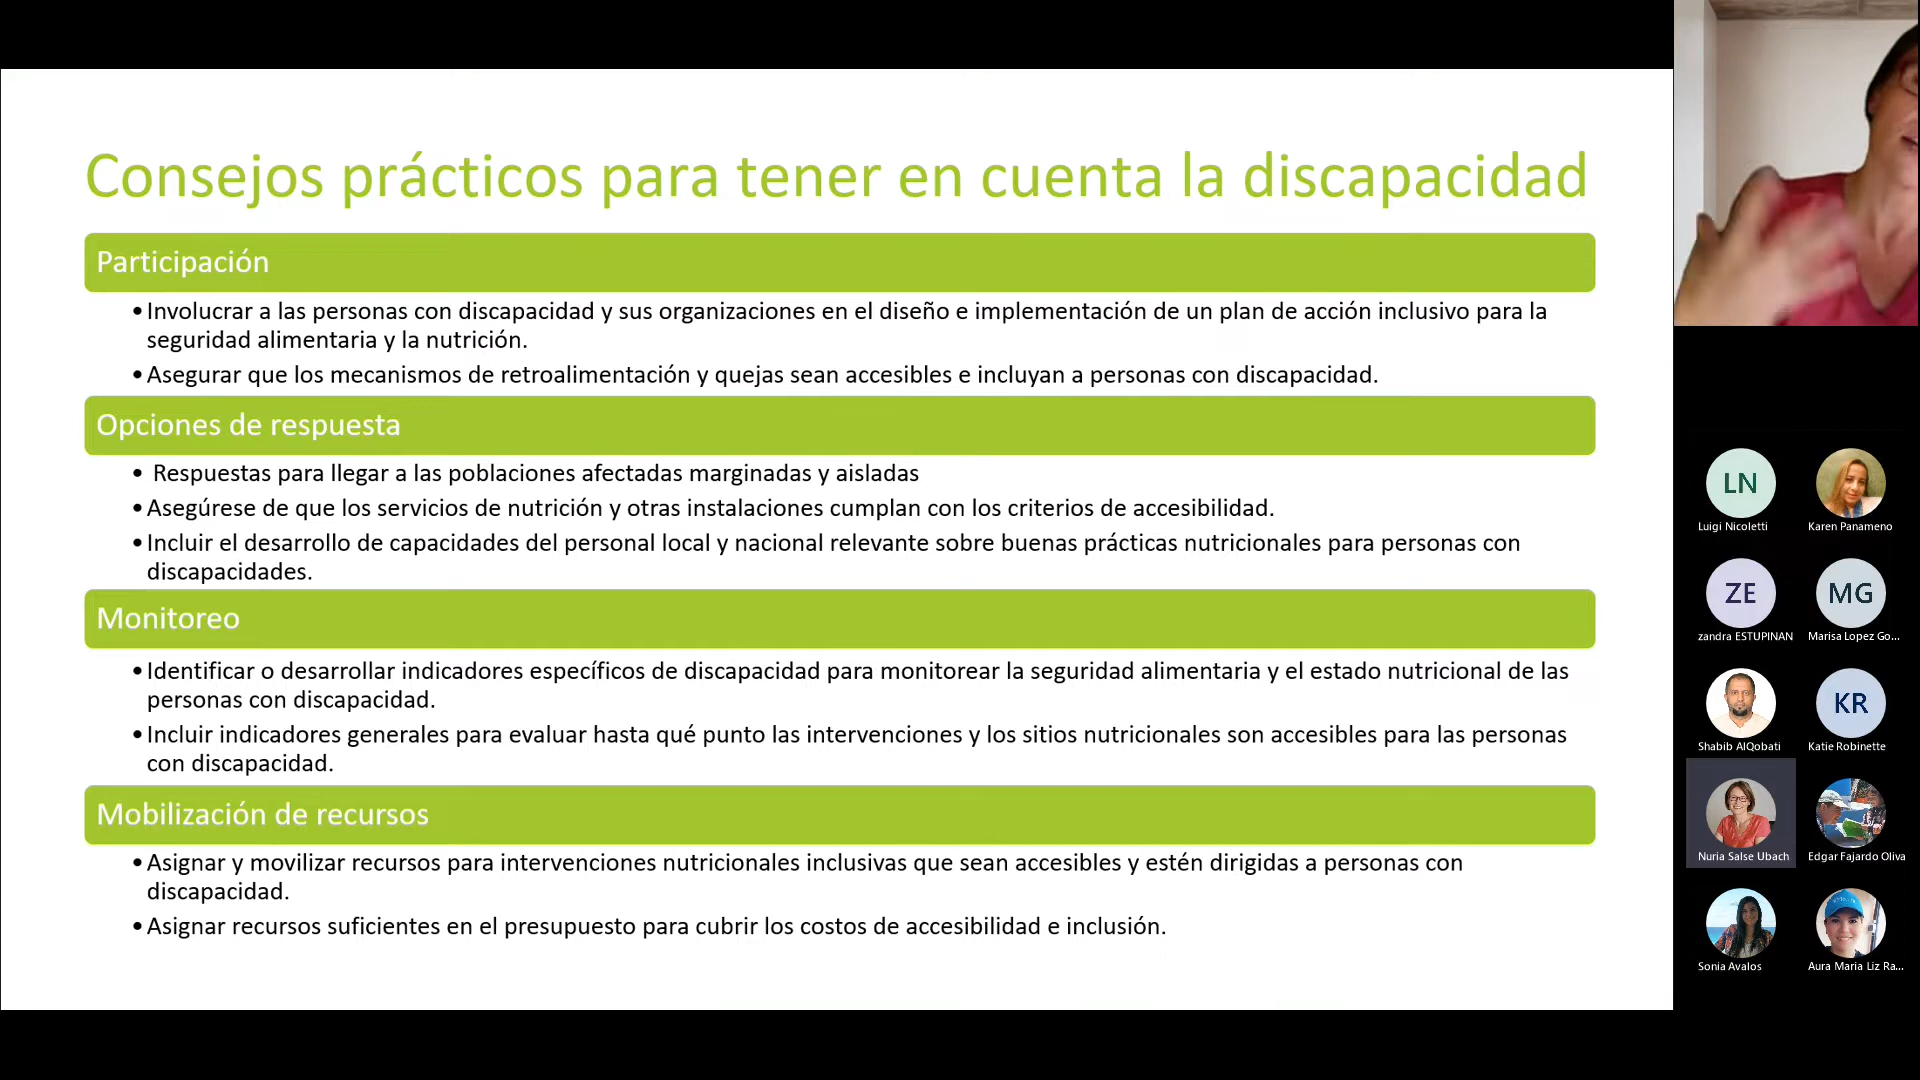 Consejos prácticos para tener en cuenta la discapacidad
Participación
•Involucrar a las personas con discapacidad y sus organizaciones en el diseño e implementación de un plan de acción inclusivo para la
seguridad alimentaria y la nutrición.
•Asegurar que los mecanismos de retroalimentación y quejas sean accesibles e incluyan a personas con discapacidad.
Opciones de respuesta
• Respuestas para llegar a las poblaciones afectadas marginadas y aisladas
•Asegúrese de que los servicios de nutrición y otras instalaciones cumplan con los criterios de accesibilidad.
•Incluir el desarrollo de capacidades del personal local y nacional relevante sobre buenas prácticas nutricionales para personas con
discapacidades.
Monitoreo
•Identificar o desarrollar indicadores específicos de discapacidad para monitorear la seguridad alimentaria y el estado nutricional de las
personas con discapacidad.
•Incluir indicadores generales para evaluar hasta qué punto las intervenciones y los sitios nutricionales son accesibles para las personas
con discapacidad.
Mobilización de recursos
•Asignar y movilizar recursos para intervenciones nutricionales inclusivas que sean accesibles y estén dirigidas a personas con
discapacidad.
•Asignar recursos suficientes en el presupuesto para cubrir los costos de accesibilidad e inclusión.
LN
Luigi Nicoletti
Karen Panameno
ZE
zandra ESTUPINAN
MG
Marisa Lopez Go...
Shabib AlQobati
KR
Katie Robinette
Nuria Salse Ubach
Edgar Fajardo Oliva
Sonia Avalos
Aura Maria Liz Ra...